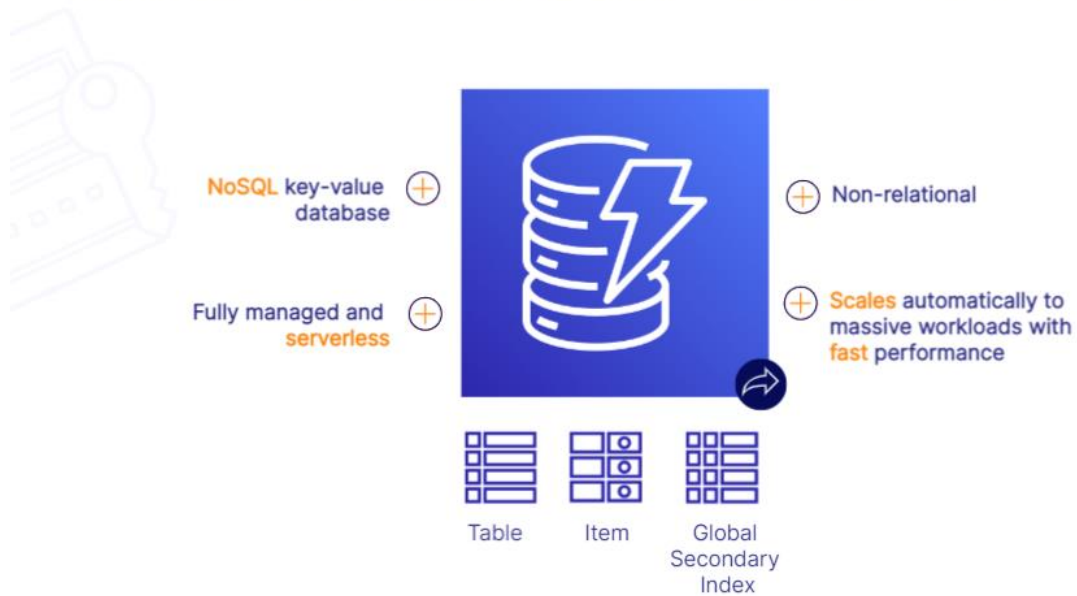 NoSQL key-value
database
Fully managed and
serverless
Non-relational
Scales automatically to
massive workloads with
fast performance
Table
Item
Global
Secondary
Index